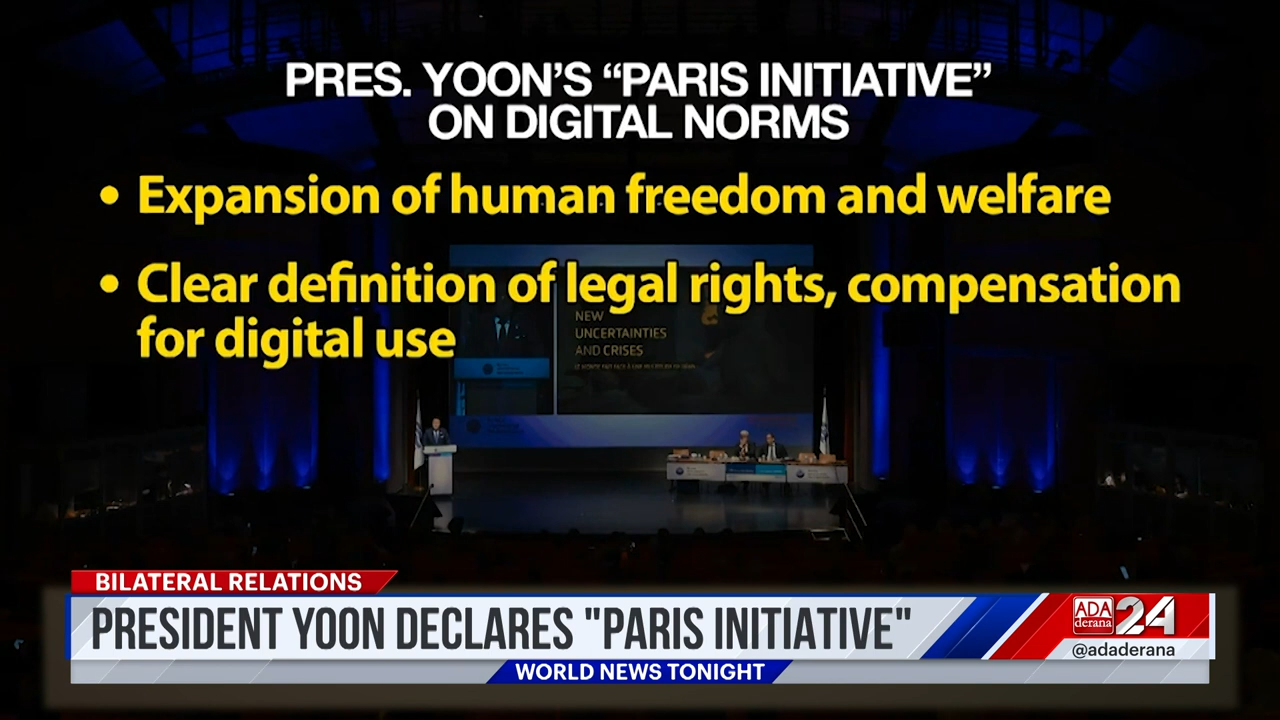 PRES. YOON'S “PARIS INITIATIVE”
ON DIGITAL NORMS
• Expansion of human freedom and welfare
• Clear definition of legal rights, compensation
for digital use
NEW
UNCERTAINTIES
AND CRISES
BILATERAL RELATIONS
PRESIDENT YOON DECLARES "PARIS INITIATIVE"
ADA
derana
24
@adaderana
WORLD NEWS TONIGHT